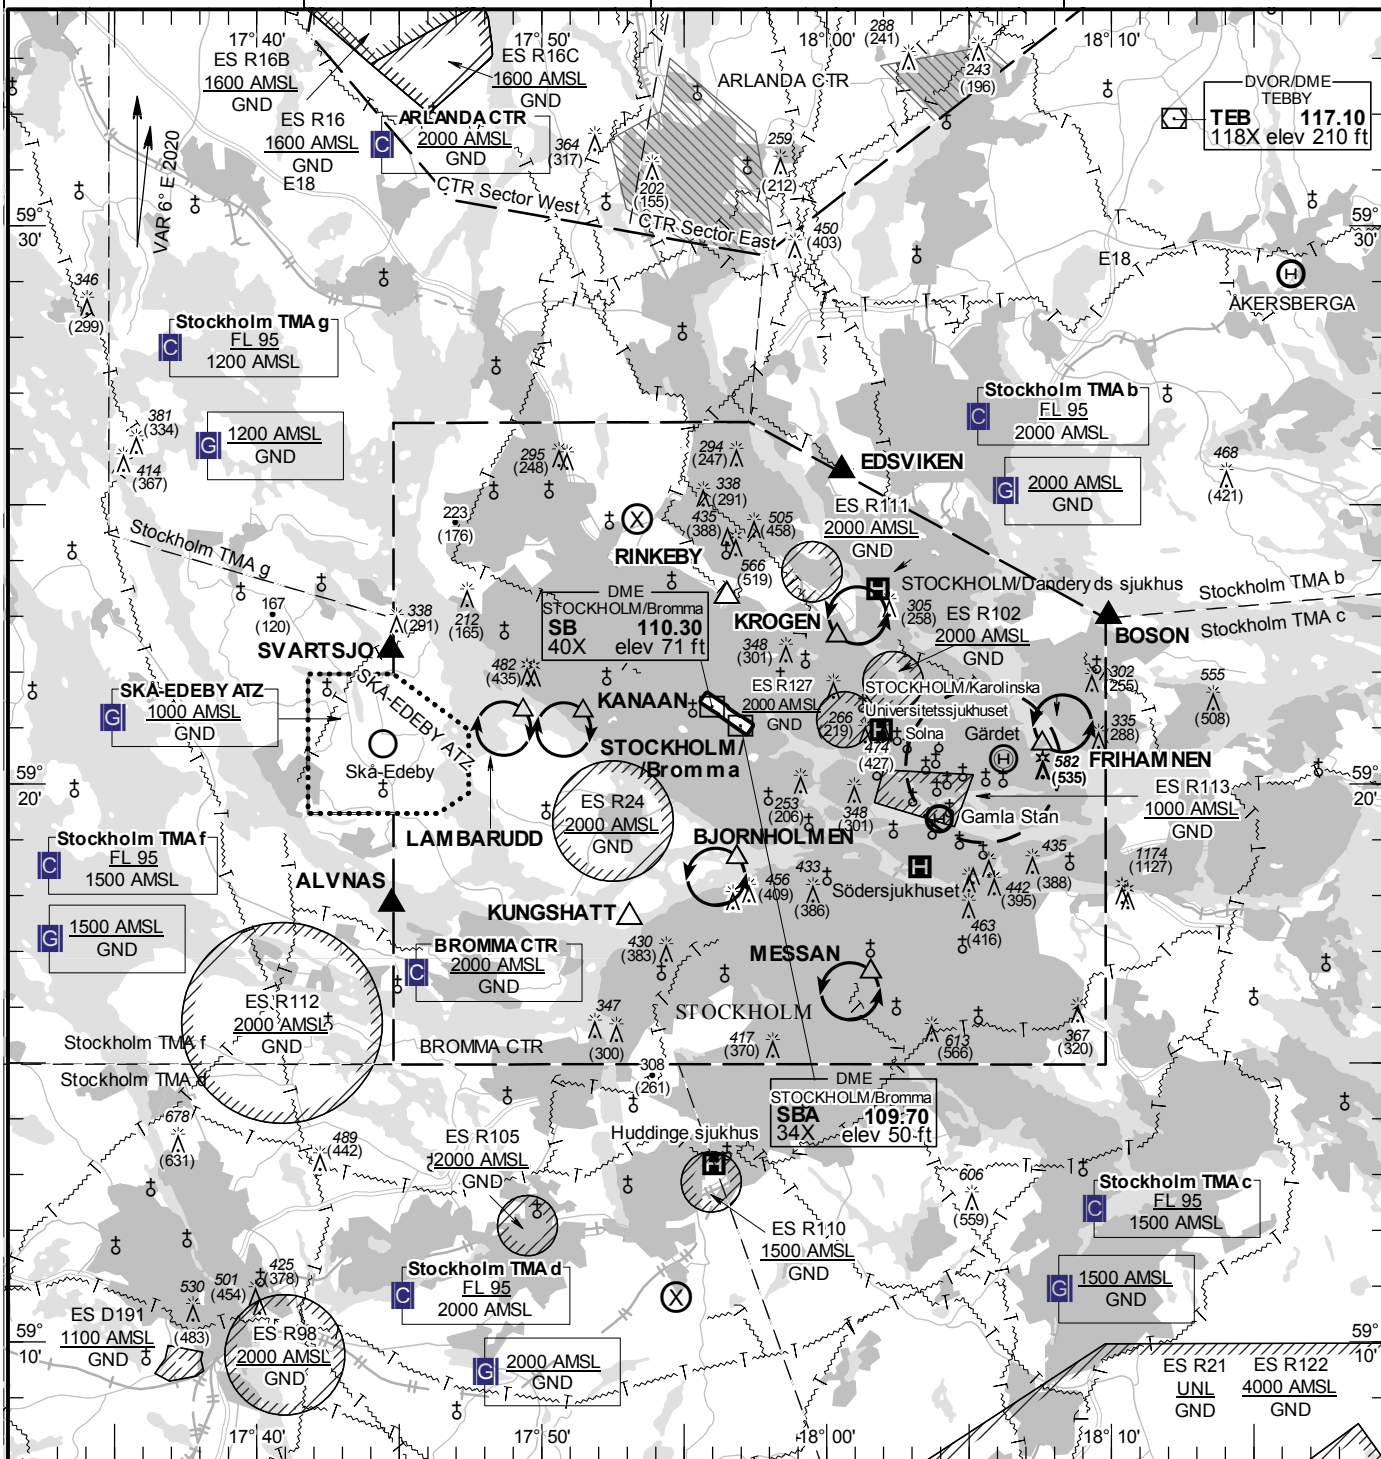 17°40'
17°50'
18°00'
18°10'
ES R16B
1600 AMSL
GND
ES R16C
1600 AMSL
GND
ES R16
1600 AMSL
GND
E18
ARLANDA CTR
2000 AMSL
GND
C
ARLANDA CTR
288
(241)
243
(196)
DVOR/DME
TEBBY
TEB 117.10
118X elev 210 ft
VAR 6° E 2020
364
(317)
202
(155)
259
(212)
450
(403)
CTR Sector West
CTR Sector East
59°
30'
59°
30'
E18
H
ÅKERSBERGA
346
(299)
Stockholm TMA g
FL 95
1200 AMSL
C
G
1200 AMSL
GND
381
(334)
414
(367)
Stockholm TMA b
FL 95
2000 AMSL
C
G
2000 AMSL
GND
468
(421)
295
(248)
294
(247)
EDSVIKEN
338
(291)
435
(388)
505
(458)
566
(519)
ES R111
2000 AMSL
GND
223
(176)
X
RINKEBY
Stockholm TMA g
167
(120)
338
(291)
212
(165)
DME
STOCKHOLM/Bromma
SB 110.30
40X elev 71 ft
KROGEN
348
(301)
H
STOCKHOLM/Danderyds sjukhus
305
(258)
ES R102
2000 AMSL
GND
Stockholm TMA b
Stockholm TMA c
BOSON
SVARTSJO
482
(435)
SKÅ-EDEBY ATZ
1000 AMSL
GND
G
SKÅ-EDEBY ATZ
Skå-Edeby
KANAAN
STOCKHOLM/
/Bromma
ES R127
2000 AMSL
GND
266
(219)
STOCKHOLM/Karolinska
Universitetssjukhuset
H
Solna
474
(427)
Gärdet
H
302
(255)
335
(288)
555
(508)
582
(535)
FRIHAMNEN
59°
20'
59°
20'
ES R24
2000 AMSL
GND
253
(206)
348
(301)
ES R113
1000 AMSL
GND
H
Gamla Stan
LAMBARUDD
BJORNHOLMEN
Stockholm TMA f
FL 95
1500 AMSL
C
G
1500 AMSL
GND
ALVNAS
KUNGSHATT
456
(409)
433
(386)
H
Södersjukhuset
435
(388)
442
(395)
463
(416)
1174
(1127)
BROMMA CTR
2000 AMSL
GND
C
430
(383)
MESSAN
ES R112
2000 AMSL
GND
347
(300)
STOCKHOLM
417
(370)
613
(566)
367
(320)
Stockholm TMA f
Stockholm TMA d
BROMMA CTR
308
(261)
DME
STOCKHOLM/Bromma
SBA 109.70
34X elev 50 ft
678
(631)
489
(442)
ES R105
2000 AMSL
GND
Huddinge sjukhus
H
606
(559)
ES R110
1500 AMSL
GND
Stockholm TMA c
FL 95
1500 AMSL
C
G
1500 AMSL
GND
Stockholm TMA d
FL 95
2000 AMSL
C
G
2000 AMSL
GND
X
425
(378)
501
(454)
530
(483)
ES D191
1100 AMSL
GND
ES R98
2000 AMSL
GND
59°
10'
59°
10'
ES R21
UNL
GND
ES R122
4000 AMSL
GND
17°40'
17°50'
18°00'
18°10'